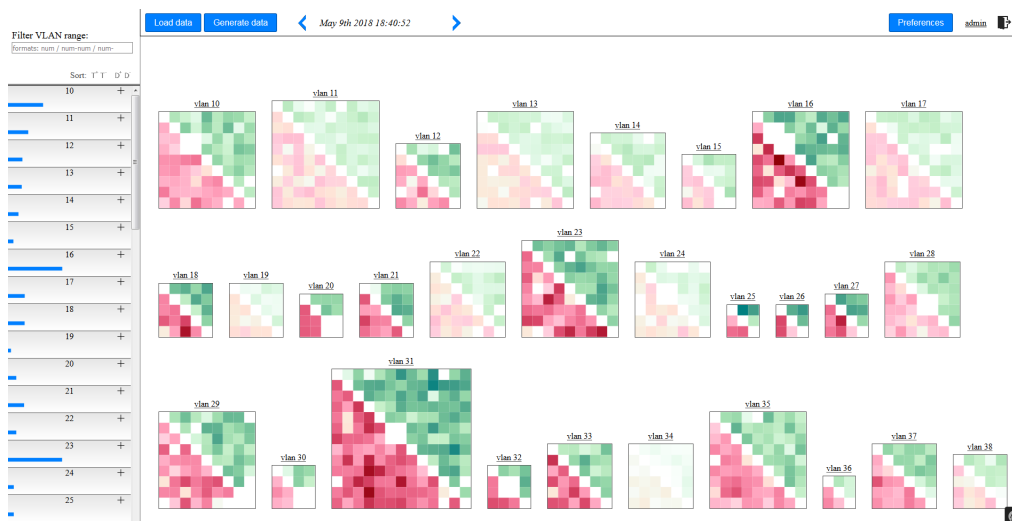 Load data
Generate data
May 9th 2018 18:40:52
Preferences
admin
Filter VLAN range:
formats: num / num-num / num-
Sort: T+ T- D+ D-
10 +
11 +
12 +
13 +
14 +
15 +
16 +
17 +
18 +
19 +
20 +
21 +
22 +
23 +
24 +
25 +
vlan 10
vlan 11
vlan 12
vlan 13
vlan 14
vlan 15
vlan 16
vlan 17
vlan 18
vlan 19
vlan 20
vlan 21
vlan 22
vlan 23
vlan 24
vlan 25
vlan 26
vlan 27
vlan 28
vlan 29
vlan 30
vlan 31
vlan 32
vlan 33
vlan 34
vlan 35
vlan 36
vlan 37
vlan 38